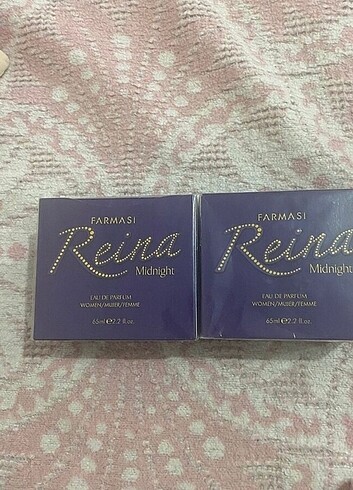 FARMASI
Reina
Midnight
EAU DE PARFUM
WOMEN/MUJER/FEMME
65ml℮2.2 fl.oz.
FARMASI
Reina
Midnight
EAU DE PARFUM
WOMEN/MUJER/FEMME
65ml℮2.2 fl.oz.